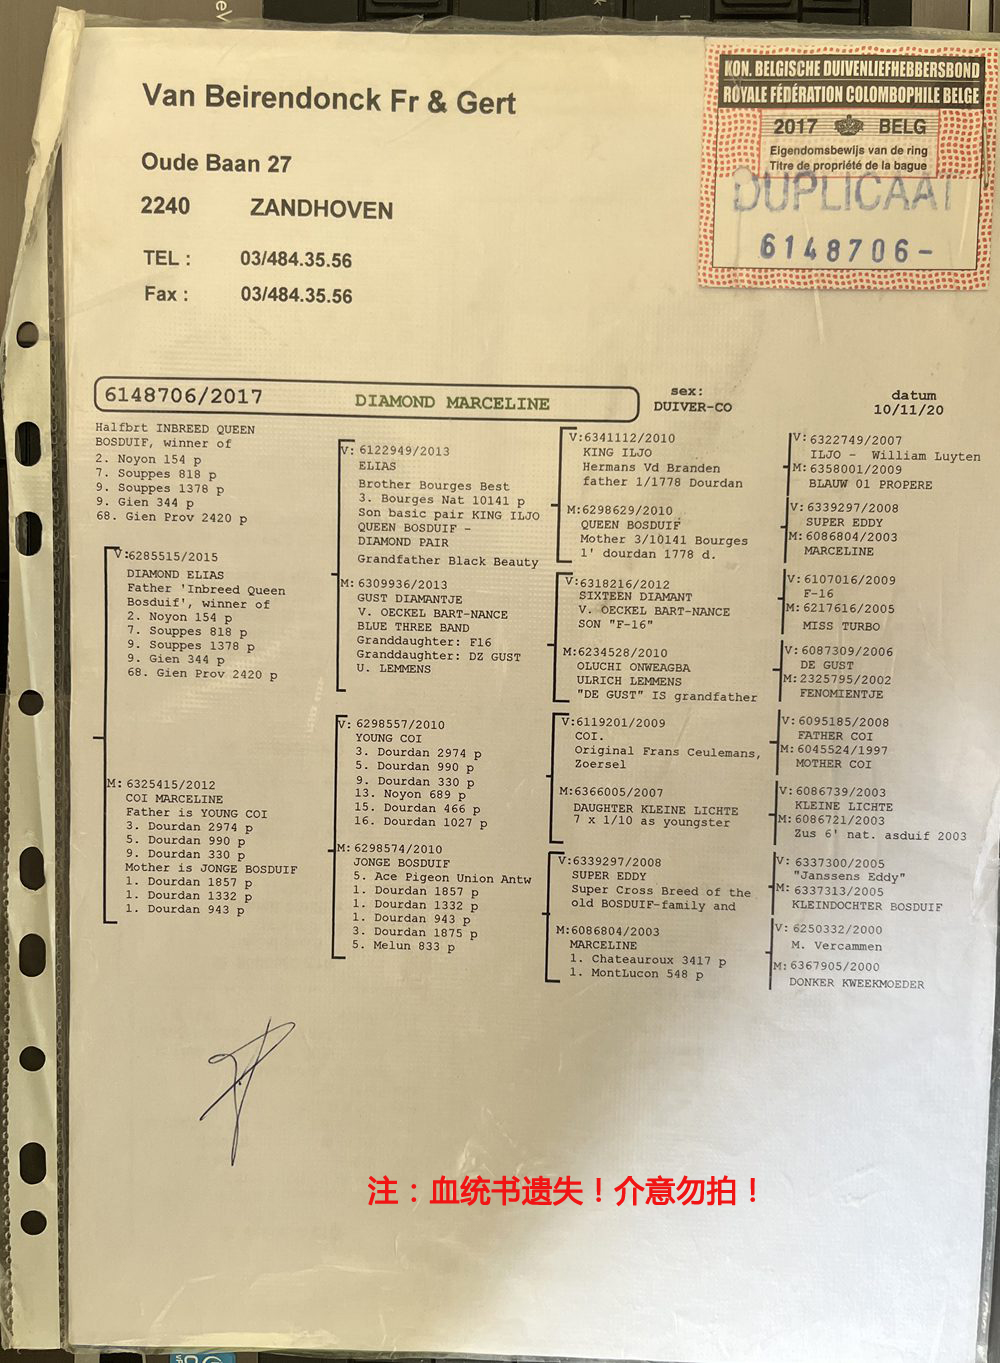 Van Beirendonck Fr & Gert
Oude Baan 27
2240 ZANDHOVEN
TEL : 03/484.35.56
Fax : 03/484.35.56
KON. BELGISCHE DUIVENLIEFHEBBERSBOND
ROYALE FÉDÉRATION COLOMBOPHILE BELGE
2017 BELG
Eigendomsbewijs van de ring
Titre de propriété de la bague
DUPLICAAT
6148706-
6148706/2017 DIAMOND MARCELINE
sex:
DUIVER-CO
datum
10/11/20
Halfbrt INBREED QUEEN
BOSDUIF, winner of
2. Noyon 154 p
7. Souppes 818 p
9. Souppes 1378 p
9. Gien 344 p
68. Gien Prov 2420 p
V:6285515/2015
DIAMOND ELIAS
Father 'Inbreed Queen
Bosduif', winner of
2. Noyon 154 p
7. Souppes 818 p
9. Souppes 1378 p
9. Gien 344 p
68. Gien Prov 2420 p
M: 6325415/2012
COI MARCELINE
Father is YOUNG COI
3. Dourdan 2974 p
5. Dourdan 990 p
9. Dourdan 330 p
Mother is JONGE BOSDUIF
1. Dourdan 1857 p
1. Dourdan 1332 p
1. Dourdan 943 p
V: 6122949/2013
ELIAS
Brother Bourges Best
3. Bourges Nat 10141 p
Son basic pair KING ILJO
QUEEN BOSDUIF -
DIAMOND PAIR
Grandfather Black Beauty
M: 6309936/2013
GUST DIAMANTJE
V. OECKEL BART-NANCE
BLUE THREE BAND
Granddaughter: F16
Granddaughter: DZ GUST
U. LEMMENS
V: 6298557/2010
YOUNG COI
3. Dourdan 2974 p
5. Dourdan 990 p
9. Dourdan 330 p
13. Noyon 689 p
15. Dourdan 466 p
16. Dourdan 1027 p
M: 6298574/2010
JONGE BOSDUIF
5. Ace Pigeon Union Antw
1. Dourdan 1857 p
1. Dourdan 1332 p
1. Dourdan 943 p
3. Dourdan 1875 p
5. Melun 833 p
V:6341112/2010
KING ILJO
Hermans Vd Branden
father 1/1778 Dourdan
M:6298629/2010
QUEEN BOSDUIF
Mother 3/10141 Bourges
1' dourdan 1778 d.
V:6318216/2012
SIXTEEN DIAMANT
V. OECKEL BART-NANCE
SON "F-16"
M:6234528/2010
OLUCHI ONWEAGBA
ULRICH LEMMENS
"DE GUST" IS grandfather
V:6119201/2009
COI.
Original Frans Ceulemans,
Zoersel
M:6366005/2007
DAUGHTER KLEINE LICHTE
7 x 1/10 as youngster
V:6339297/2008
SUPER EDDY
Super Cross Breed of the
old BOSDUIF-family and
M:6086804/2003
MARCELINE
1. Chateauroux 3417 p
1. MontLucon 548 p
V: 6322749/2007
ILJO - William Luyten
M: 6358001/2009
BLAUW 01 PROPERE
V: 6339297/2008
SUPER EDDY
M: 6086804/2003
MARCELINE
V: 6107016/2009
F-16
M: 6217616/2005
MISS TURBO
V: 6087309/2006
DE GUST
M: 2325795/2002
FENOMIENTJE
V: 6095185/2008
FATHER COI
M: 6045524/1997
MOTHER COI
V: 6086739/2003
KLEINE LICHTE
M: 6086721/2003
Zus 6' nat. asduif 2003
V: 6337300/2005
"Janssens Eddy"
M: 6337313/2005
KLEINDOCHTER BOSDUIF
V: 6250332/2000
M. Vercammen
M: 6367905/2000
DONKER KWEEKMOEDER
注：血统书遗失！介意勿拍！